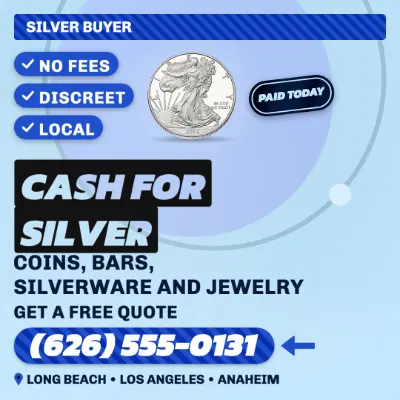 SILVER BUYER
NO FEES
DISCREET
LOCAL
PAID TODAY
CASH FOR
SILVER
COINS, BARS,
SILVERWARE AND JEWELRY
GET A FREE QUOTE
(626) 555-0131
LONG BEACH • LOS ANGELES • ANAHEIM